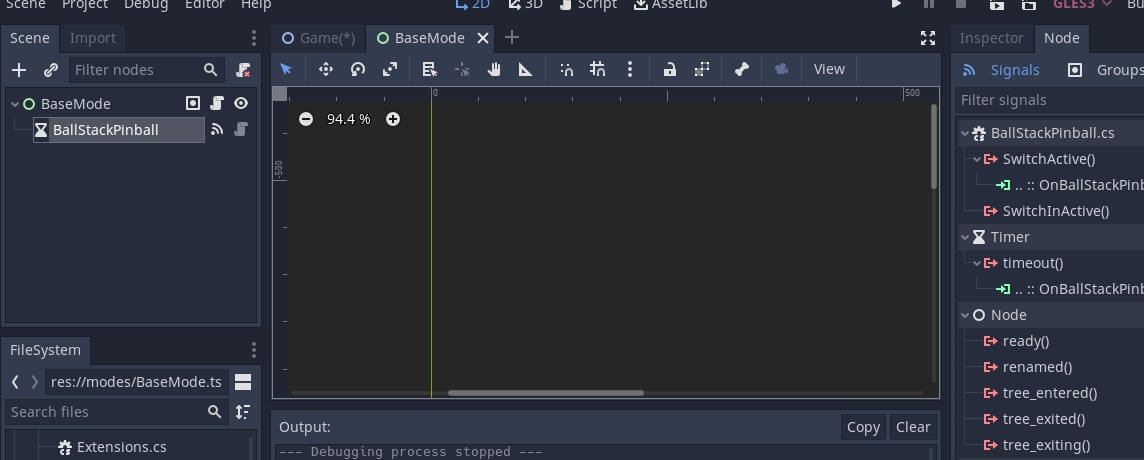 Scene Project Debug Editor Help
2D 3D Script AssetLib
GLES3 Bu
Scene Import
Filter nodes
BaseMode
BallStackPinball
FileSystem
res://modes/BaseMode.ts
Search files
Extensions.cs
Game(*) BaseMode
View
0 500
94.4 %
-500
Output: Copy Clear
--- Debugging process stopped ---
Inspector Node
Signals Groups
Filter signals
BallStackPinball.cs
SwitchActive()
.. :: OnBallStackPinb
SwitchInActive()
Timer
timeout()
.. :: OnBallStackPinb
Node
ready()
renamed()
tree_entered()
tree_exited()
tree_exiting()